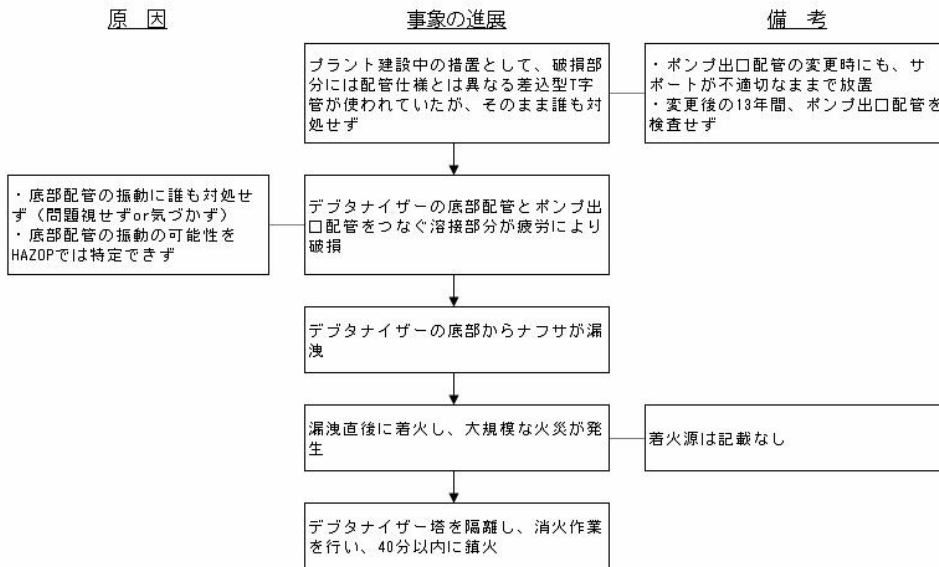 原　因
事象の進展
備　考
プラント建設中の措置として、破損部
分には配管仕様とは異なる差込型T字
管が使われていたが、そのまま誰も対
処せず
・ポンプ出口配管の変更時にも、サ
ポートが不適切なままで放置
・変更後の13年間、ポンプ出口配管を
検査せず
・底部配管の振動に誰も対処せ
ず（問題視せずor気づかず）
・底部配管の振動の可能性を
HAZOPでは特定できず
デブタナイザーの底部配管とポンプ出
口配管をつなぐ溶接部分が疲労により
破損
デブタナイザーの底部からナフサが漏
洩
漏洩直後に着火し、大規模な火災が発
生
着火源は記載なし
デブタナイザー塔を隔離し、消火作業
を行い、40分以内に鎮火